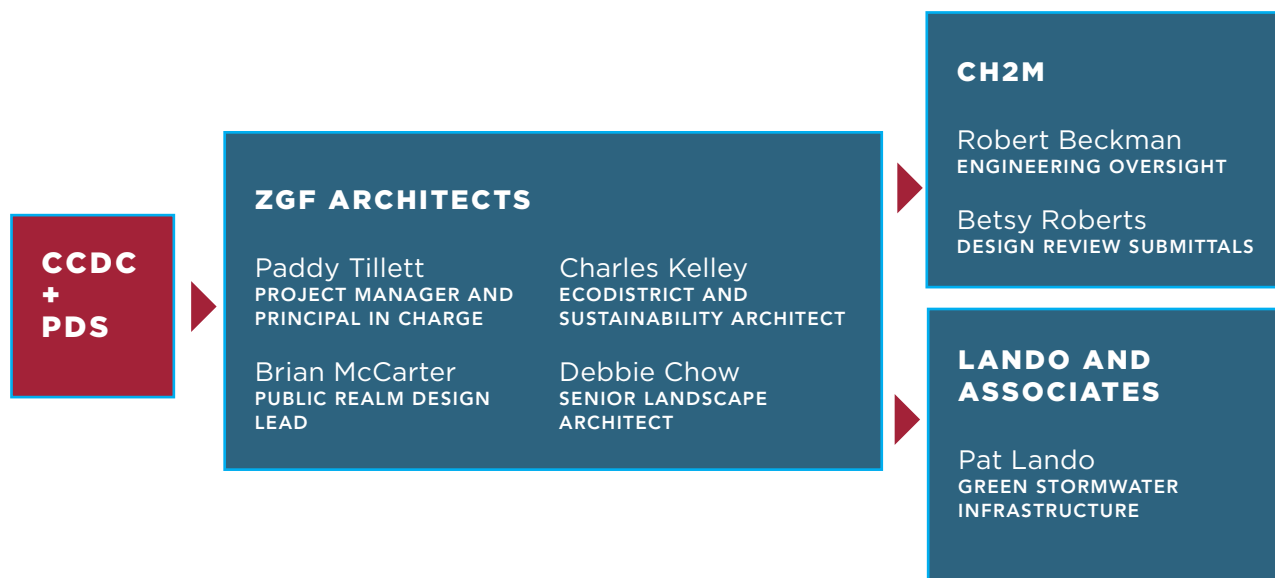 CCDC
+
PDS
ZGF ARCHITECTS
Paddy Tillett
PROJECT MANAGER AND
PRINCIPAL IN CHARGE
Brian McCarter
PUBLIC REALM DESIGN
LEAD
Charles Kelley
ECODISTRICT AND
SUSTAINABILITY ARCHITECT
Debbie Chow
SENIOR LANDSCAPE
ARCHITECT
CH2M
Robert Beckman
ENGINEERING OVERSIGHT
Betsy Roberts
DESIGN REVIEW SUBMITTALS
LANDO AND
ASSOCIATES
Pat Lando
GREEN STORMWATER
INFRASTRUCTURE